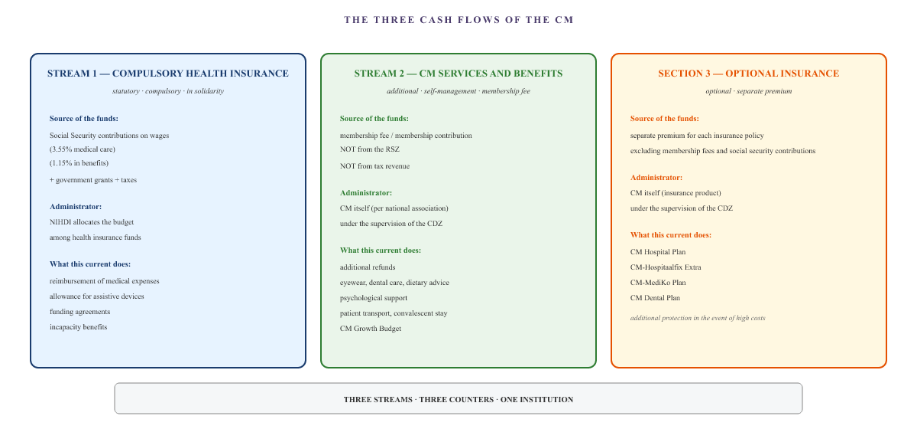 THE THREE CASH FLOWS OF THE CM
STREAM 1 — COMPULSORY HEALTH INSURANCE
statutory · compulsory · in solidarity
Source of the funds:
Social Security contributions on wages
(3.55% medical care)
(1.15% in benefits)
+ government grants + taxes
Administrator:
NIHDI allocates the budget
among health insurance funds
What this current does:
reimbursement of medical expenses
allowance for assistive devices
funding agreements
incapacity benefits
STREAM 2 — CM SERVICES AND BENEFITS
additional · self-management · membership fee
Source of the funds:
membership fee / membership contribution
NOT from the RSZ
NOT from tax revenue
Administrator:
CM itself (per national association)
under the supervision of the CDZ
What this current does:
additional refunds
eyewear, dental care, dietary advice
psychological support
patient transport, convalescent stay
CM Growth Budget
SECTION 3 — OPTIONAL INSURANCE
optional · separate premium
Source of the funds:
separate premium for each insurance policy
excluding membership fees and social security contributions
Administrator:
CM itself (insurance product)
under the supervision of the CDZ
What this current does:
CM Hospital Plan
CM-Hospitaalfix Extra
CM-MediKo Plan
CM Dental Plan
additional protection in the event of high costs
THREE STREAMS · THREE COUNTERS · ONE INSTITUTION